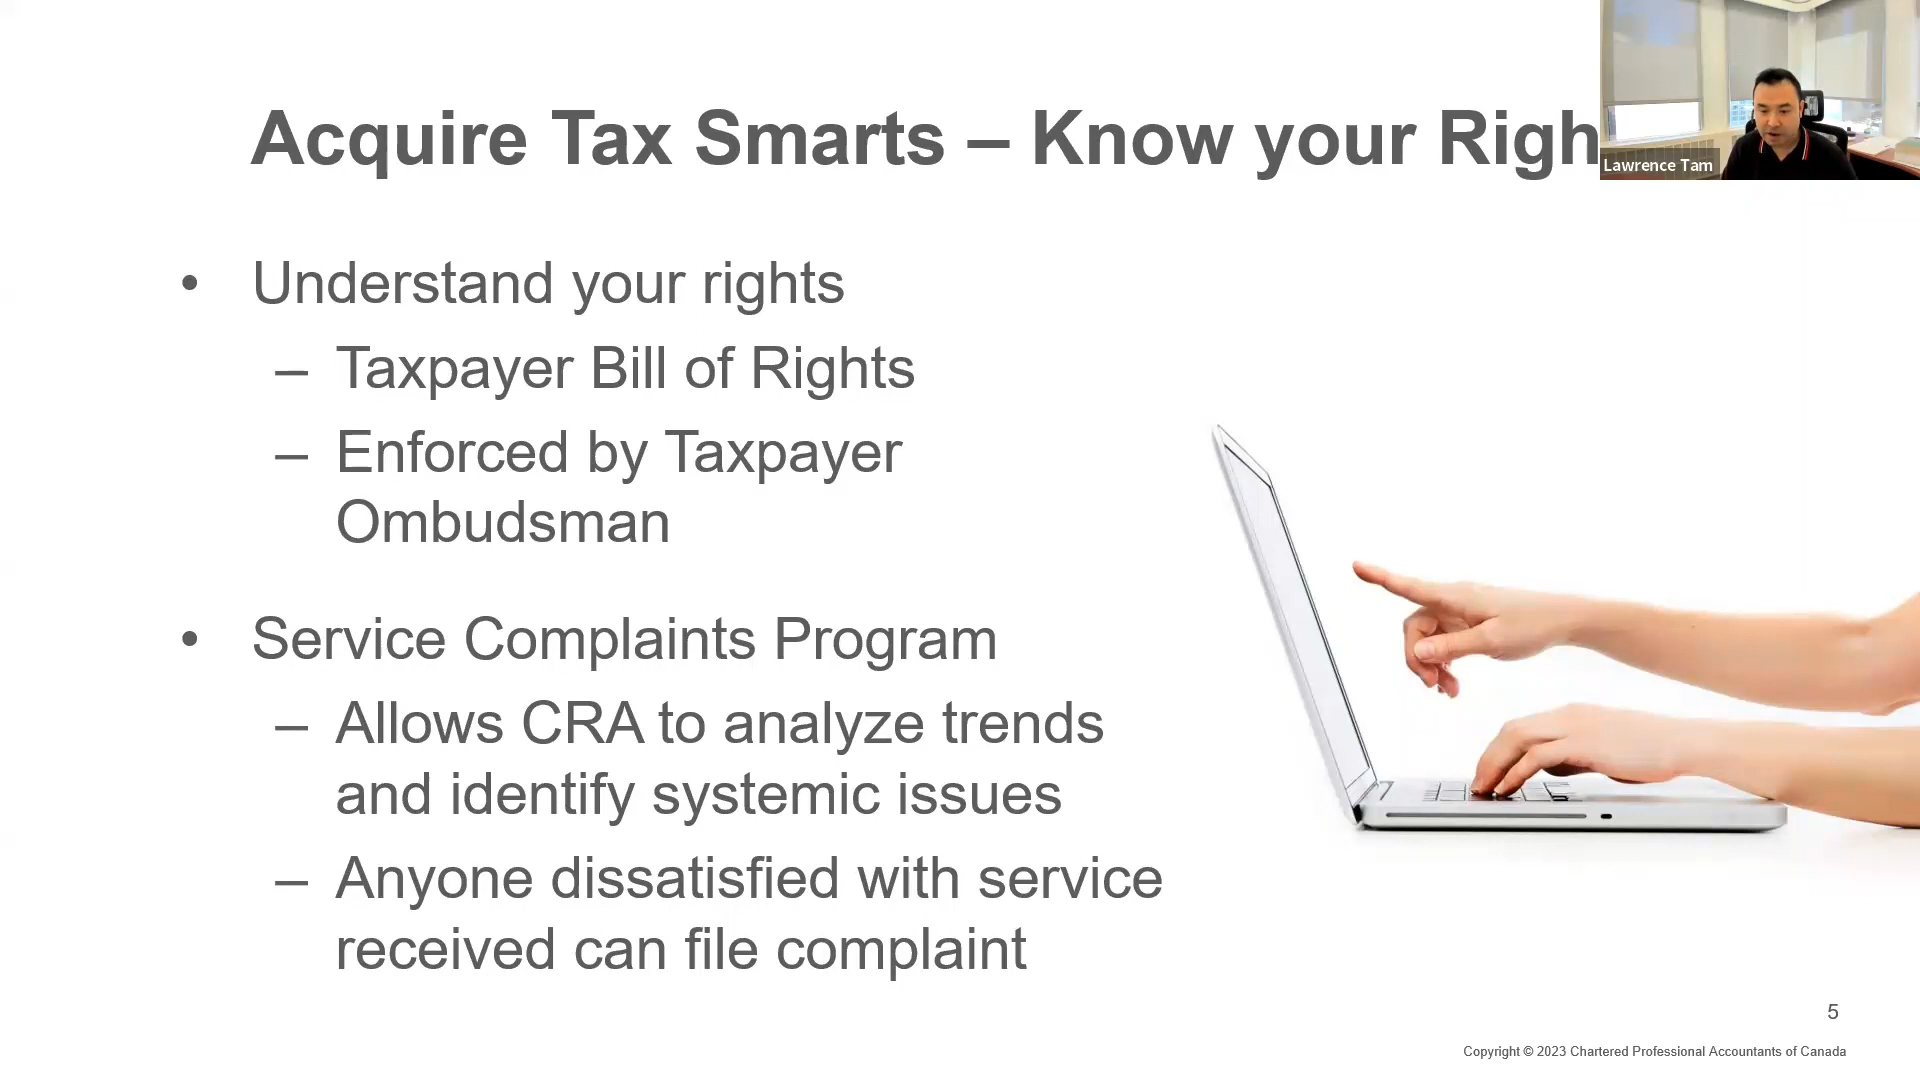 Acquire Tax Smarts – Know your Righ
Lawrence Tam
• Understand your rights
– Taxpayer Bill of Rights
– Enforced by Taxpayer
Ombudsman
• Service Complaints Program
– Allows CRA to analyze trends
and identify systemic issues
– Anyone dissatisfied with service
received can file complaint
5
Copyright © 2023 Chartered Professional Accountants of Canada